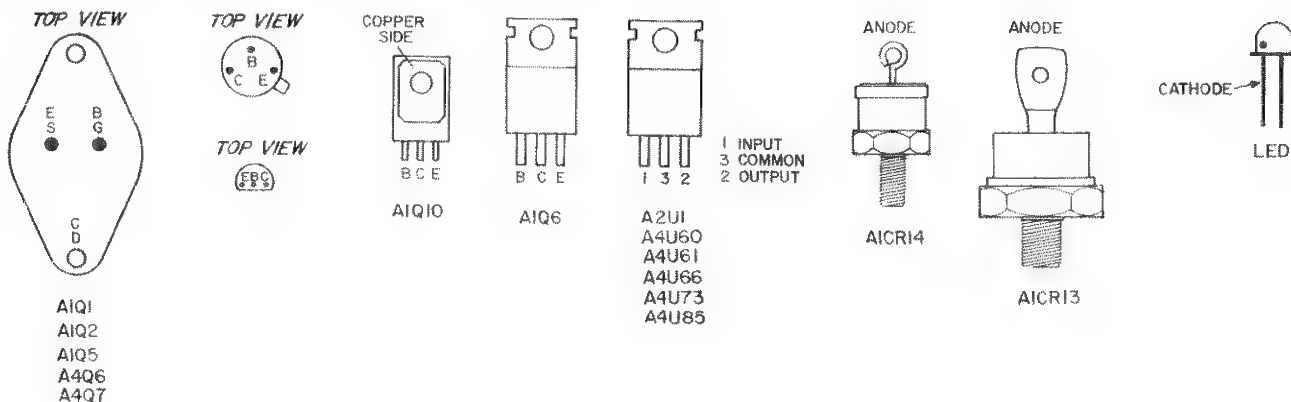 TOP VIEW
E
S
B
G
C
D
A1Q1
A1Q2
A1Q5
A4Q6
A4Q7
TOP VIEW
B
C E
TOP VIEW
EBC
COPPER
SIDE
B C E
A1Q10
B C E
A1Q6
1 3 2
1 INPUT
3 COMMON
2 OUTPUT
A2U1
A4U60
A4U61
A4U66
A4U73
A4U85
ANODE
A1CR14
ANODE
A1CR13
CATHODE
LED